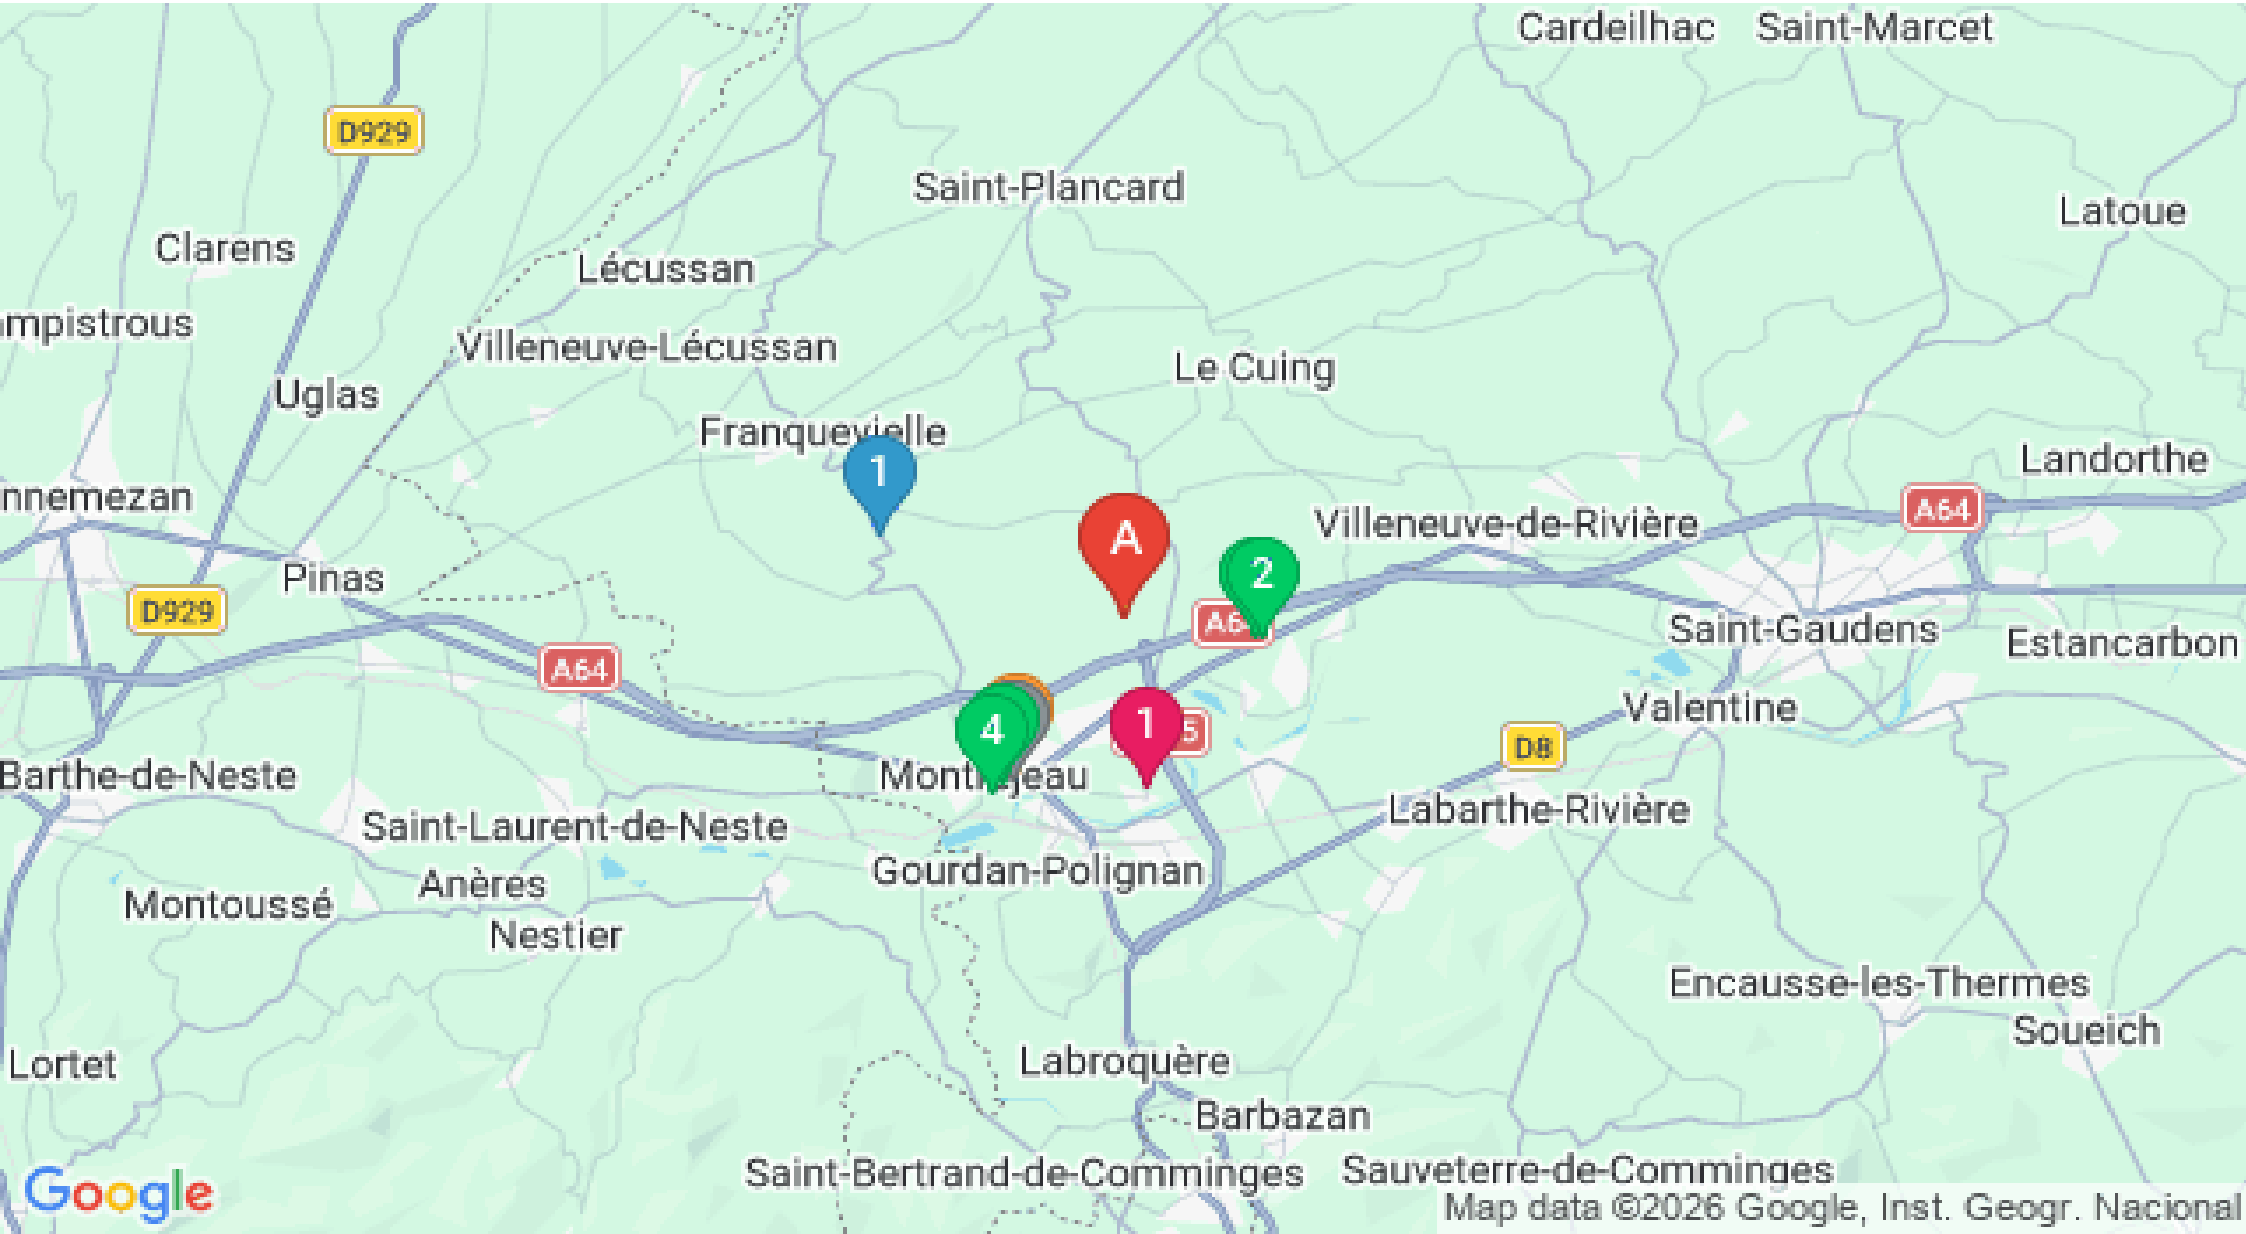 Cardeilhac
Saint-Marcet
D929
Saint-Plancard
Latoue
Clarens
Lécussan
mpistrous
Villeneuve-Lécussan
Le Cuing
Uglas
Franquevielle
1
Landorthe
nnemezan
A64
A
Villeneuve-de-Rivière
2
Pinas
D929
A64
Saint-Gaudens
Estancarbon
A64
Valentine
4
1
5
D8
Barthe-de-Neste
Montréjeau
Labarthe-Rivière
Saint-Laurent-de-Neste
Gourdan-Polignan
Anères
Montoussé
Nestier
Encausse-les-Thermes
Soueich
Lortet
Labroquère
Barbazan
Saint-Bertrand-de-Comminges
Sauveterre-de-Comminges
Google
Map data ©2026 Google, Inst. Geogr. Nacional